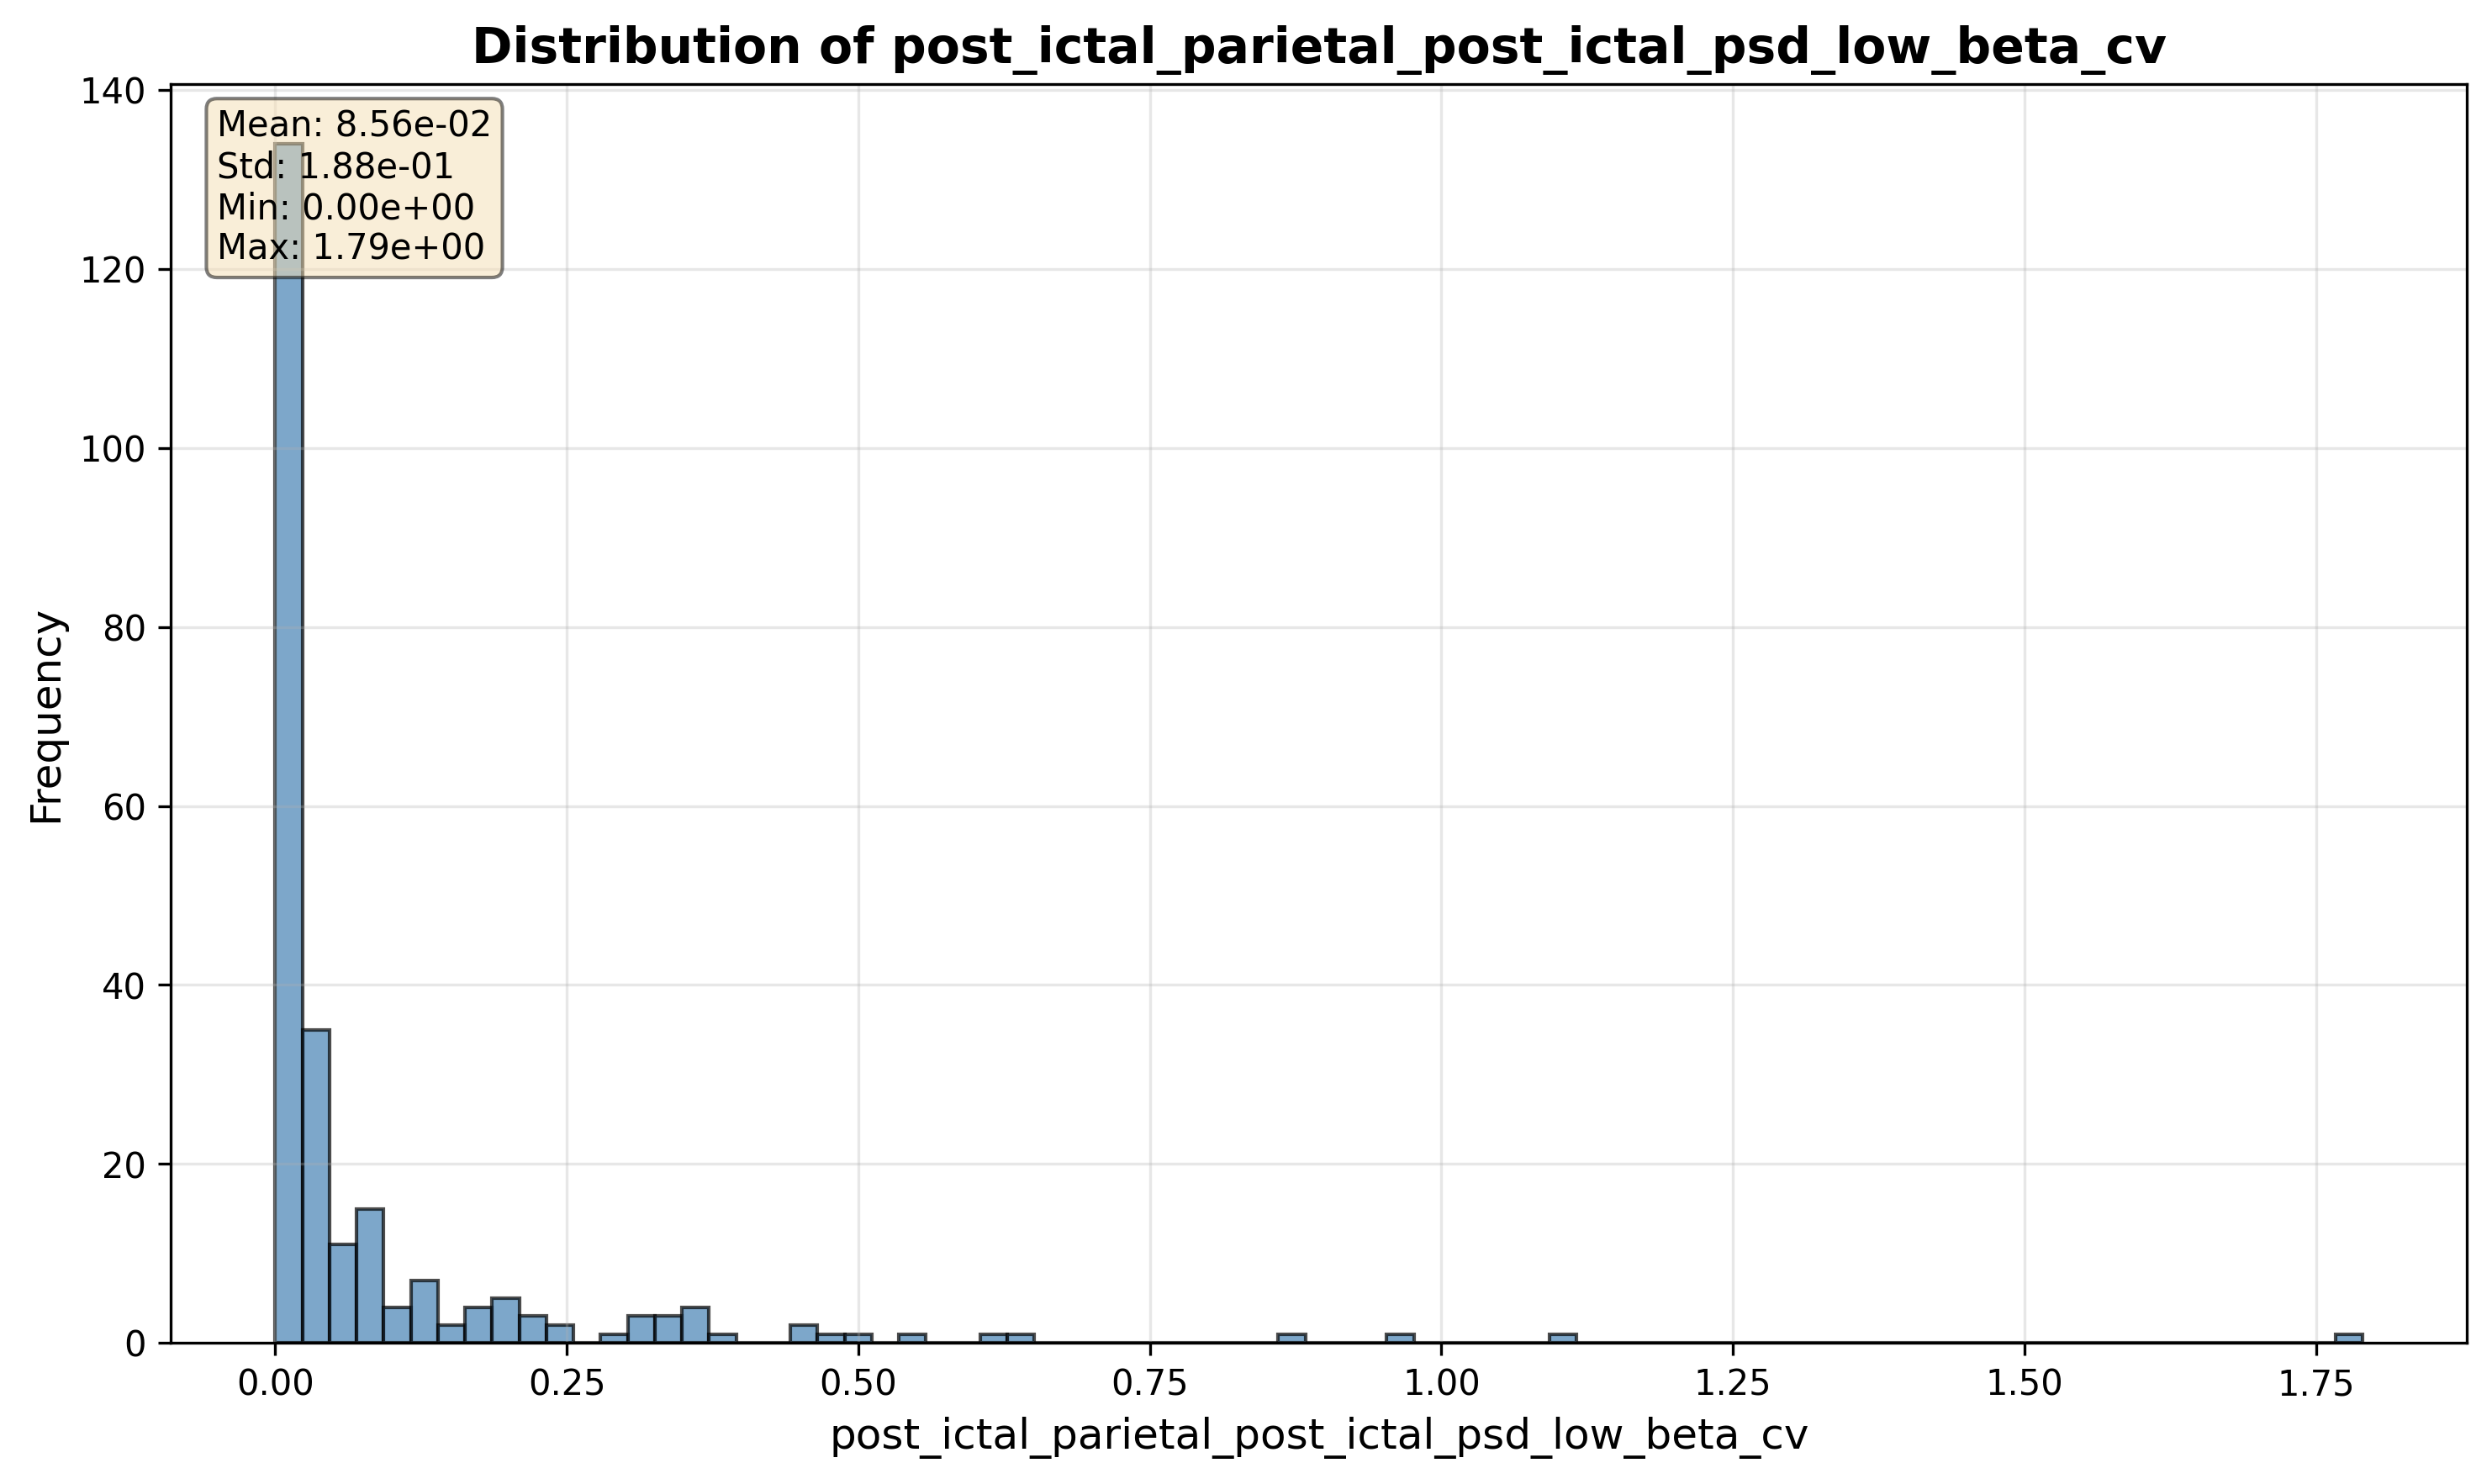 Distribution of post_ictal_parietal_post_ictal_psd_low_beta_cv
Mean: 8.56e-02
Std: 1.88e-01
Min: 0.00e+00
Max: 1.79e+00
140
120
100
80
60
40
20
0
Frequency
0.00 0.25 0.50 0.75 1.00 1.25 1.50 1.75
post_ictal_parietal_post_ictal_psd_low_beta_cv